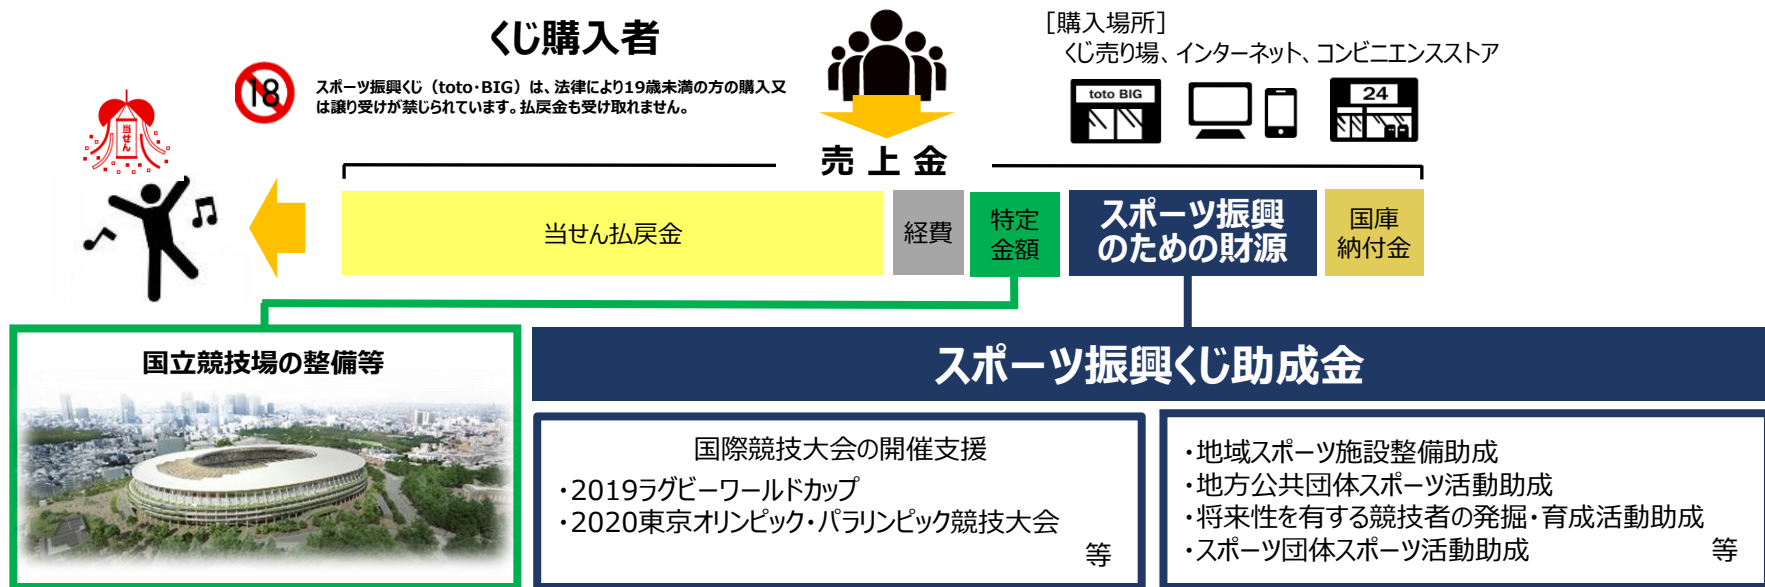 くじ購入者
[購入場所]
くじ売り場、インターネット、コンビニエンスストア
18
スポーツ振興くじ（toto・BIG）は、法律により19歳未満の方の購入又
は譲り受けが禁じられています。払戻金も受け取れません。
toto BIG
24
当せん
売上金
当せん払戻金
経費
特定
金額
スポーツ振興
のための財源
国庫
納付金
国立競技場の整備等
スポーツ振興くじ助成金
国際競技大会の開催支援
・2019ラグビーワールドカップ
・2020東京オリンピック・パラリンピック競技大会
等
・地域スポーツ施設整備助成
・地方公共団体スポーツ活動助成
・将来性を有する競技者の発掘・育成活動助成
・スポーツ団体スポーツ活動助成 等